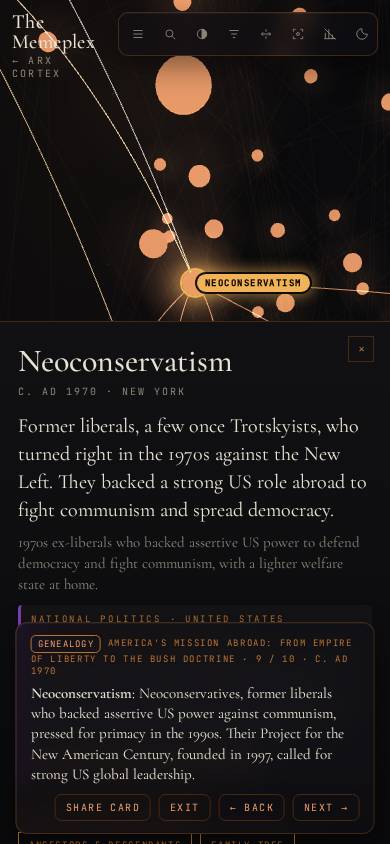 The
Memeplex
← ARX
CORTEX
NEOCONSERVATISM
Neoconservatism
×
C. AD 1970 · NEW YORK
Former liberals, a few once Trotskyists, who
turned right in the 1970s against the New
Left. They backed a strong US role abroad to
fight communism and spread democracy.
1970s ex-liberals who backed assertive US power to defend
democracy and fight communism, with a lighter welfare
state at home.
NATIONAL POLITICS · UNITED STATES
GENEALOGY AMERICA'S MISSION ABROAD: FROM EMPIRE
OF LIBERTY TO THE BUSH DOCTRINE · 9 / 10 · C. AD
1970
Neoconservatism: Neoconservatives, former liberals
who backed assertive US power against communism,
pressed for primacy in the 1990s. Their Project for the
New American Century, founded in 1997, called for
strong US global leadership.
SHARE CARD EXIT ← BACK NEXT →
ANCESTORS & DESCENDANTS FAMILY TREE